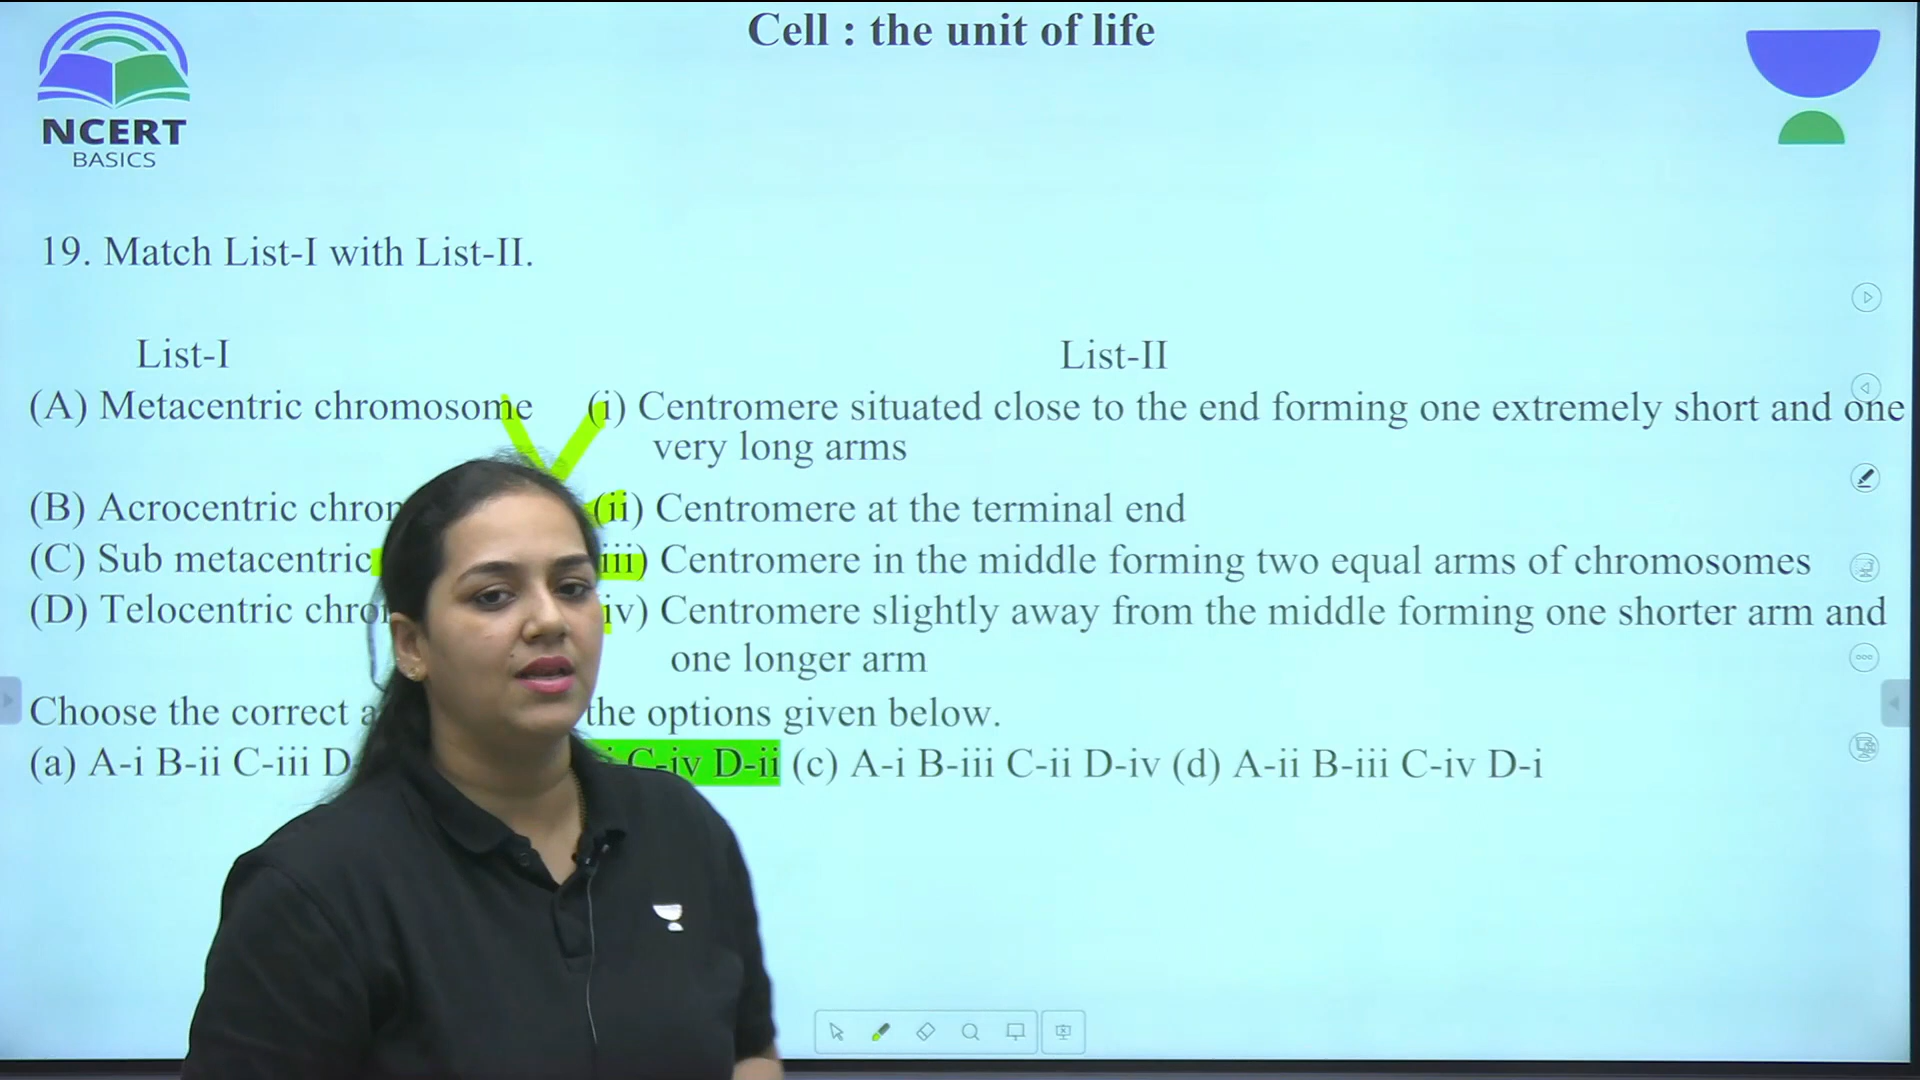 Cell : the unit of life
NCERT
BASICS
19. Match List-I with List-II.
List-I List-II
(A) Metacentric chromosome (i) Centromere situated close to the end forming one extremely short and one
very long arms
(B) Acrocentric (ii) Centromere at the terminal end
(C) Sub metacentric iii) Centromere in the middle forming two equal arms of chromosomes
(D) Telocentric iv) Centromere slightly away from the middle forming one shorter arm and
one longer arm
Choose the correct the options given below.
(a) A-i B-ii C-iii C-iv D-ii (c) A-i B-iii C-ii D-iv (d) A-ii B-iii C-iv D-i